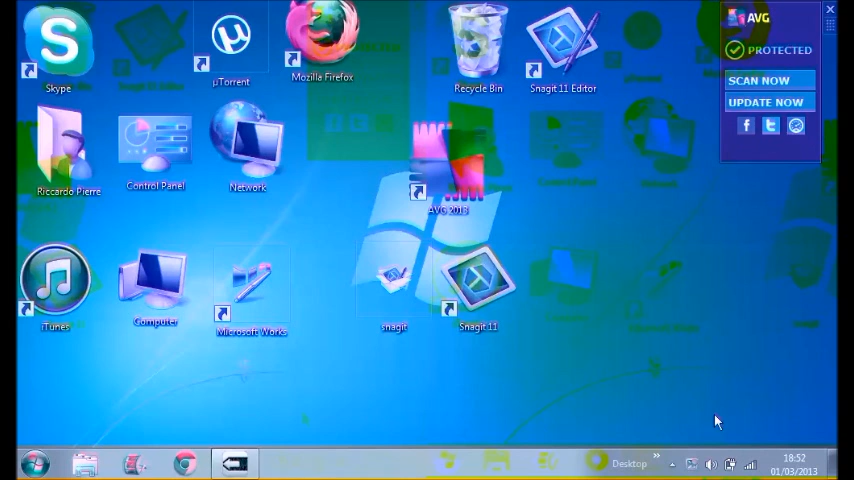 AVG
PROTECTED
SCAN NOW
UPDATE NOW
Skype
µTorrent
Mozilla Firefox
Recycle Bin
Snagit 11 Editor
Riccardo Pierre
Control Panel
Network
AVG 2013
iTunes
Computer
Microsoft Works
snagit
Snagit 11
Desktop
18:52
01/03/2013